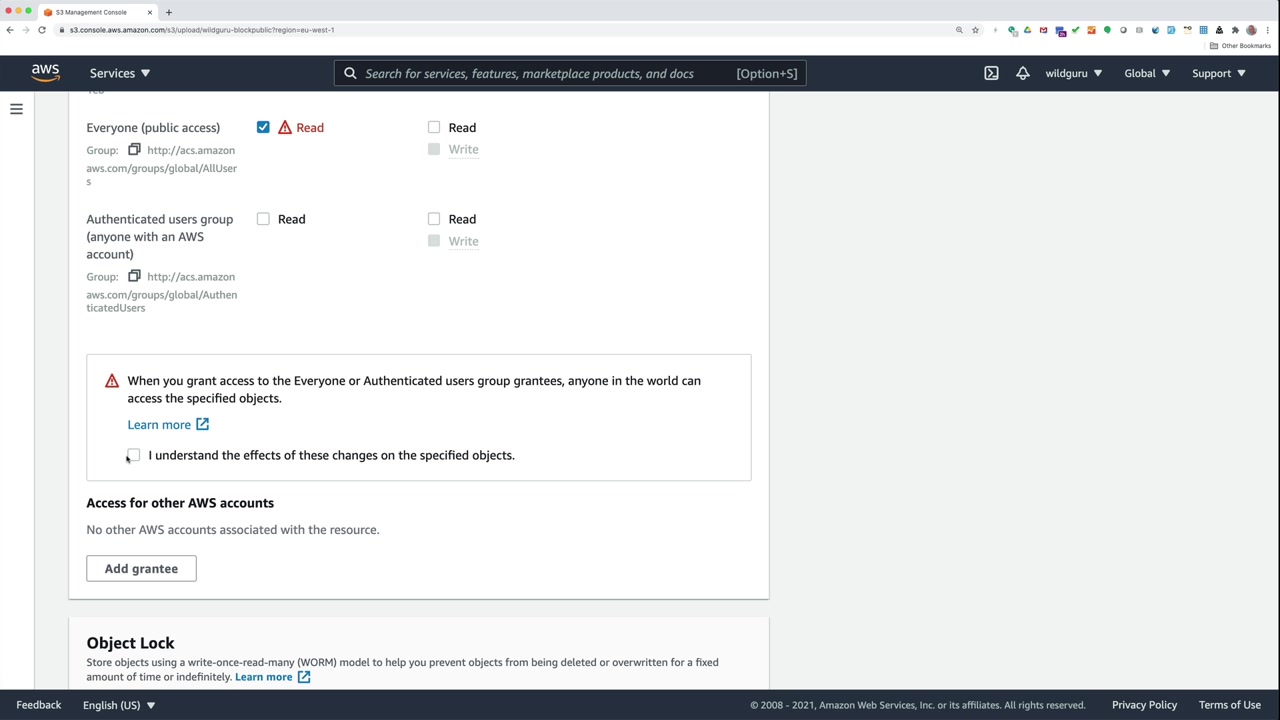 S3 Management Console
s3.console.aws.amazon.com/s3/upload/wildguru-blockpublic?region=eu-west-1
Other Bookmarks
aws
Services
Search for services, features, marketplace products, and docs
[Option+S]
wildguru
Global
Support
Everyone (public access)
Read
Read
Group: http://acs.amazon
Write
aws.com/groups/global/AllUser
s
Authenticated users group
Read
Read
(anyone with an AWS
Write
account)
Group: http://acs.amazon
aws.com/groups/global/Authen
ticatedUsers
When you grant access to the Everyone or Authenticated users group grantees, anyone in the world can
access the specified objects.
Learn more
I understand the effects of these changes on the specified objects.
Access for other AWS accounts
No other AWS accounts associated with the resource.
Add grantee
Object Lock
Store objects using a write-once-read-many (WORM) model to help you prevent objects from being deleted or overwritten for a fixed
amount of time or indefinitely. Learn more
Feedback
English (US)
© 2008 - 2021, Amazon Web Services, Inc. or its affiliates. All rights reserved.
Privacy Policy
Terms of Use